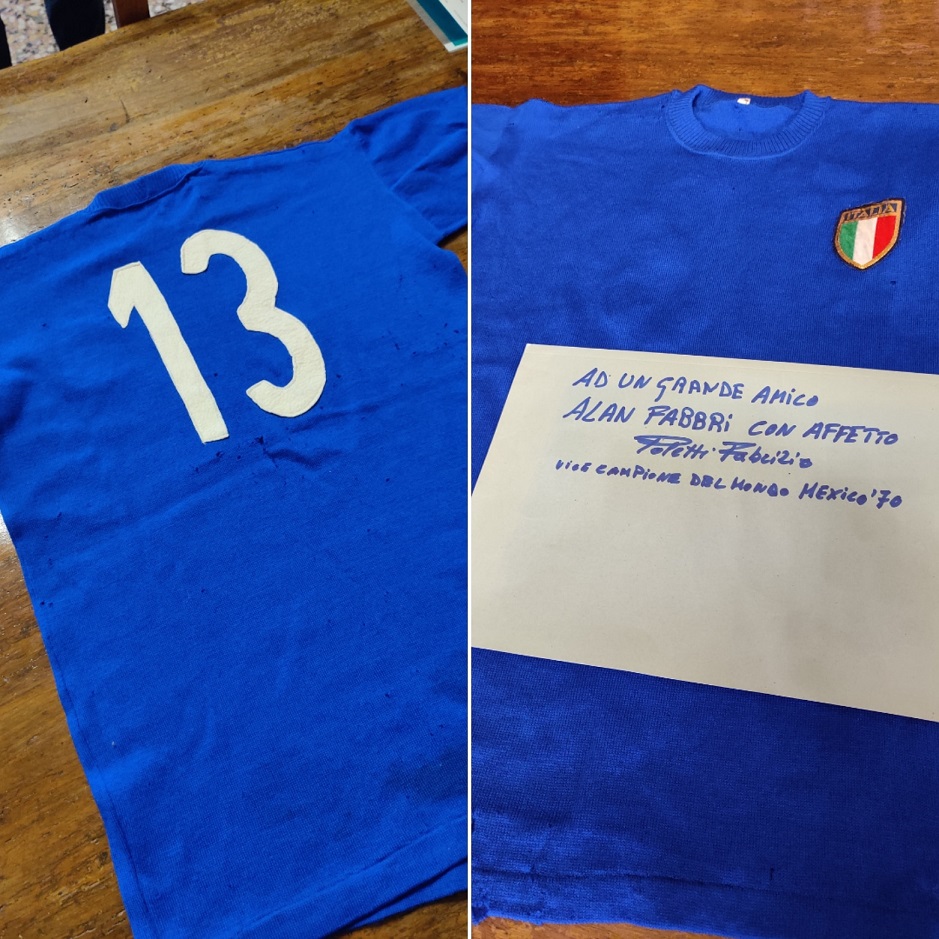 13
ITALIA
AD UN GRANDE AMICO
ALAN FABBRI CON AFFETTO
Poletti Fabrizio
VICE CAMPIONE DEL MONDO MEXICO '70